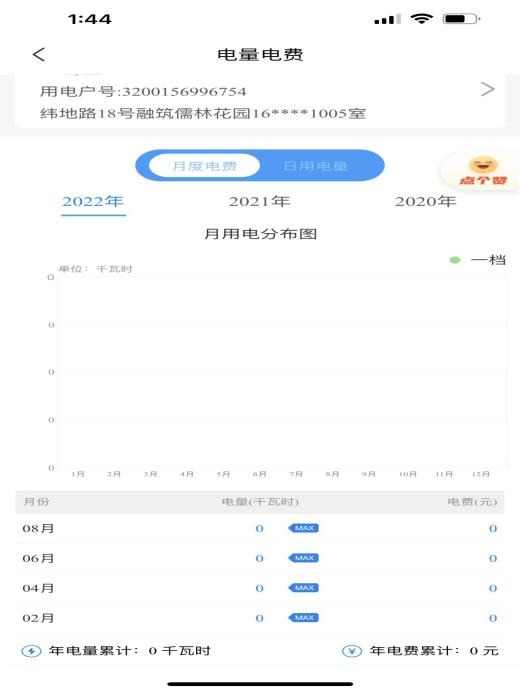 1:44
电量电费
用电户号:3200156996754
纬地路18号融筑儒林花园16****1005室
月度电费 日用电量
点个赞
2022年 2021年 2020年
月用电分布图
一档
单位: 千瓦时
0
0
0
0
0
1月 2月 3月 4月 5月 6月 7月 8月 9月 10月 11月 12月
月份 电量(千瓦时) 电费(元)
08月 0 MAX 0
06月 0 MAX 0
04月 0 MAX 0
02月 0 MAX 0
年电量累计: 0 千瓦时 年电费累计: 0 元